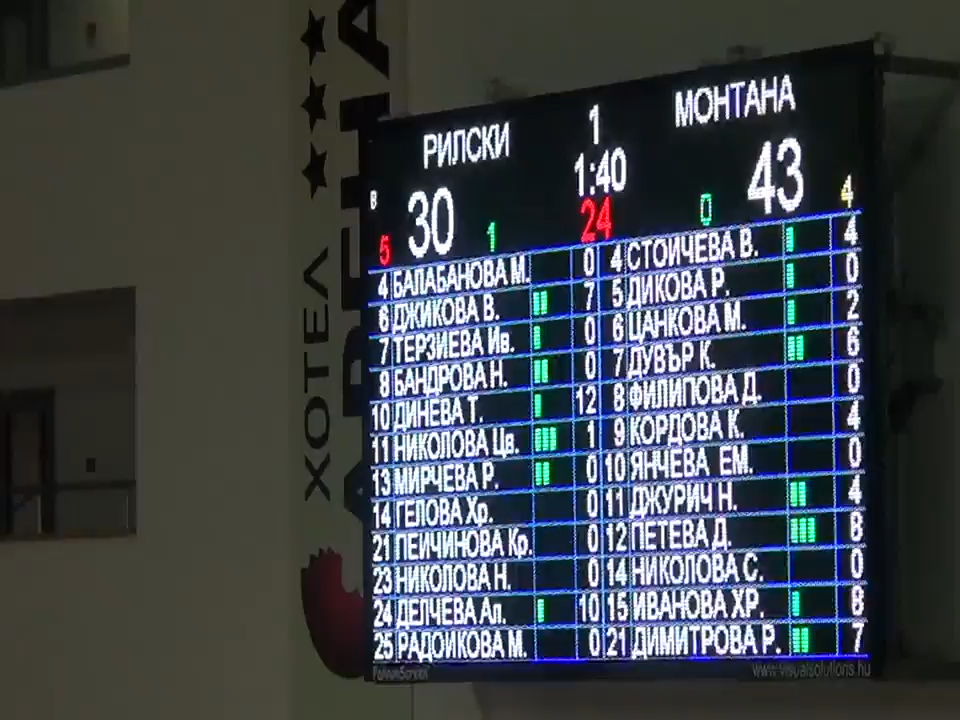 ХОТЕЛ
АРЕНА
РИЛСКИ 1 МОНТАНА
1:40
В 30 24 43
5 1 0 4
4 БАЛАБАНОВА М. 0 4 СТОЙЧЕВА В. 4
6 ДЖИКОВА В. 7 5 ДИКОВА Р. 0
7 ТЕРЗИЕВА Ив. 0 6 ЦАНКОВА М. 2
8 БАНДРОВА Н. 0 7 ДУВЪР К. 6
10 ДИНЕВА Т. 12 8 ФИЛИПОВА Д. 0
11 НИКОЛОВА Цв. 1 9 КОРДОВА К. 4
13 МИРЧЕВА Р. 0 10 ЯНЧЕВА ЕМ. 0
14 ГЕЛОВА Хр. 0 11 ДЖУРИЧ Н. 4
21 ПЕЙЧИНОВА Кр. 0 12 ПЕТЕВА Д. 8
23 НИКОЛОВА Н. 0 14 НИКОЛОВА С. 0
24 ДЕЛЧЕВА Ал. 10 15 ИВАНОВА ХР. 8
25 РАДОЙКОВА М. 0 21 ДИМИТРОВА Р. 7
www.visualsolutions.hu